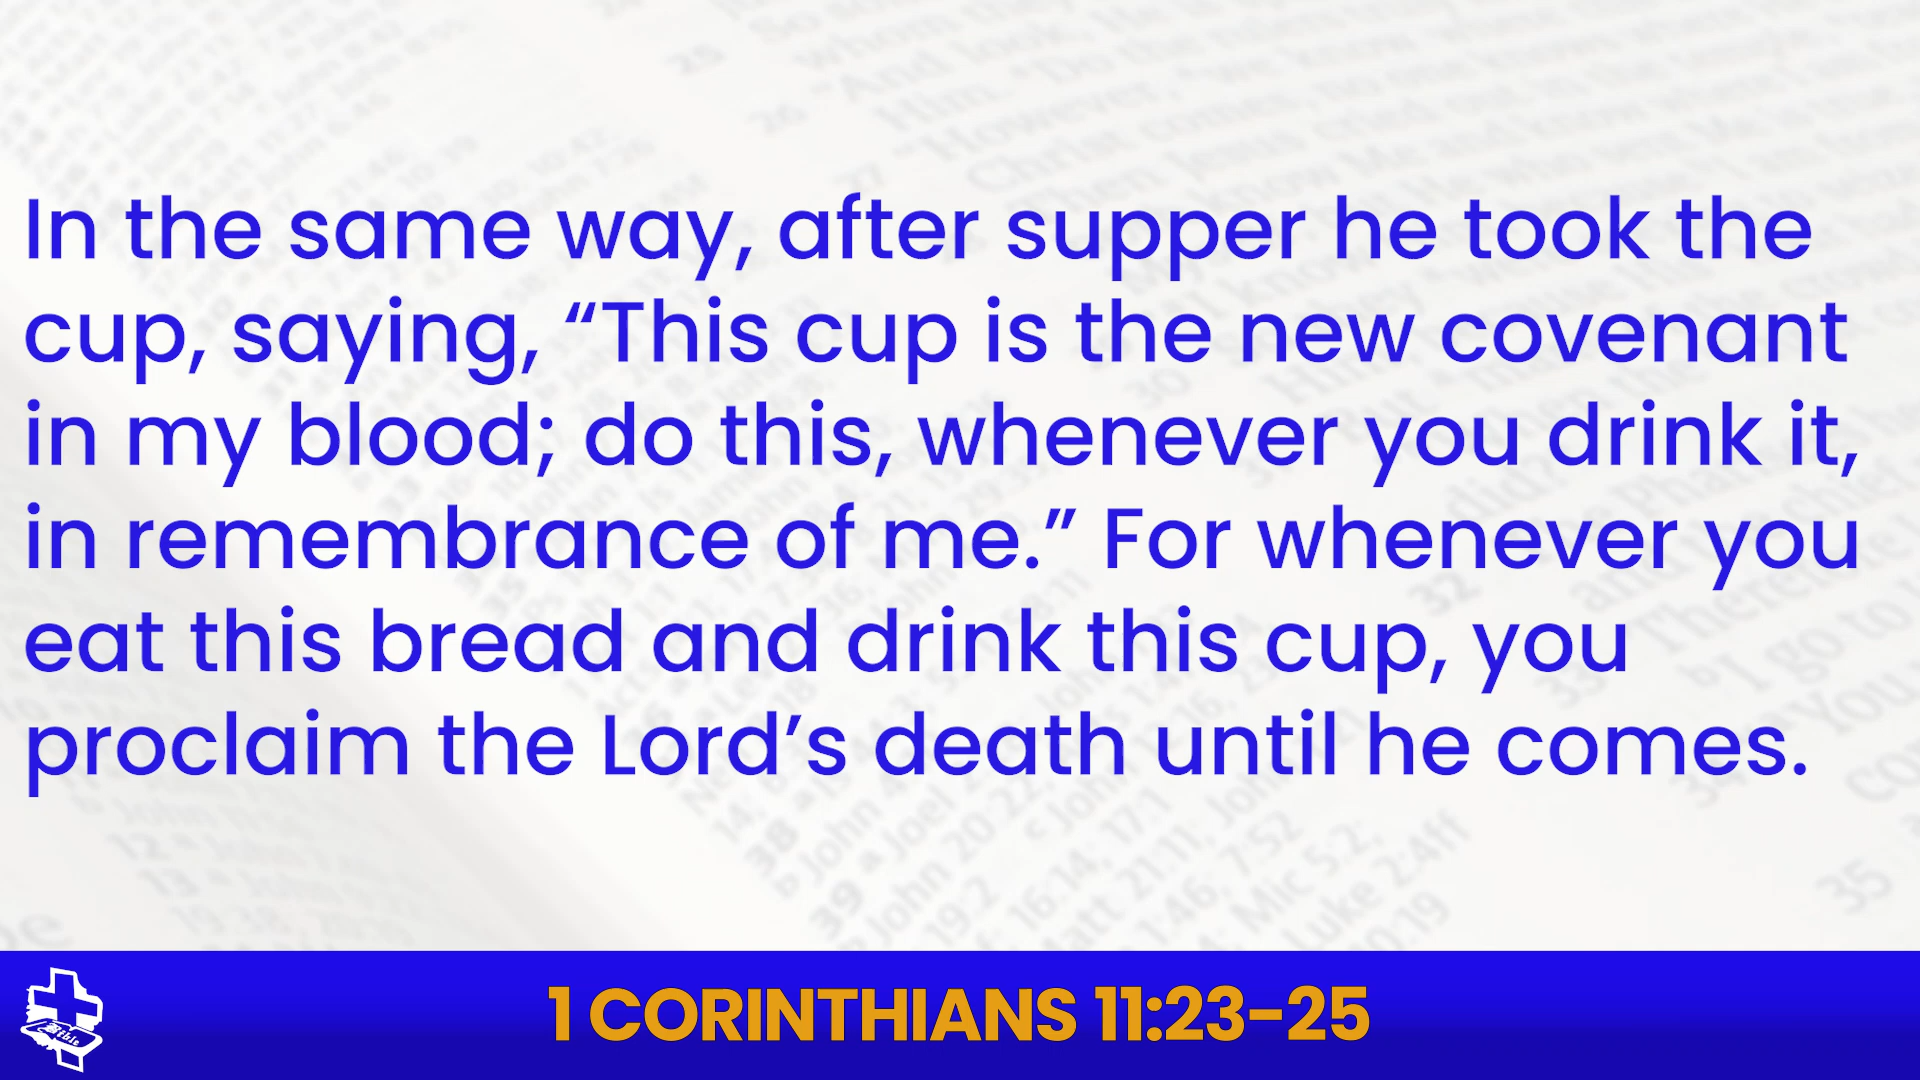 In the same way, after supper he took the
cup, saying, “This cup is the new covenant
in my blood; do this, whenever you drink it,
in remembrance of me.” For whenever you
eat this bread and drink this cup, you
proclaim the Lord’s death until he comes.
Bible
1 CORINTHIANS 11:23-25